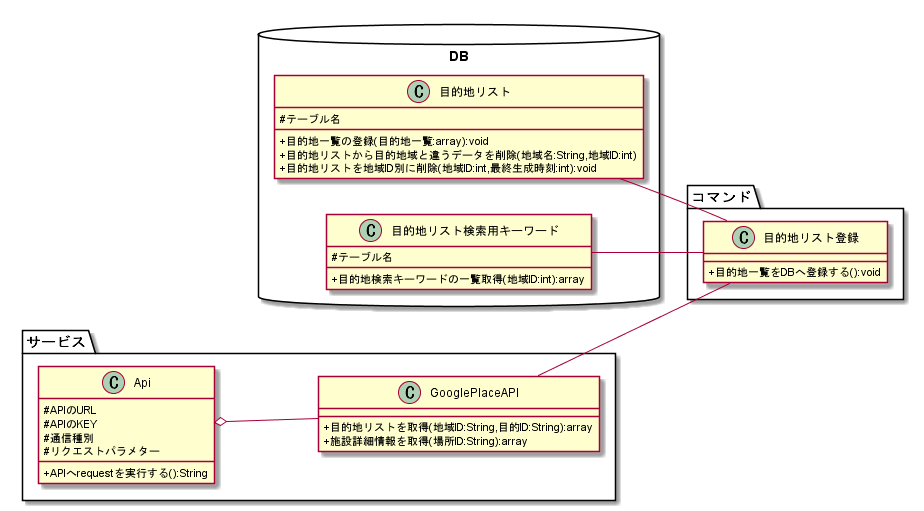 DB
C 目的地リスト
#テーブル名
+目的地一覧の登録(目的地一覧:array):void
+目的地リストから目的地域と違うデータを削除(地域名:String,地域ID:int)
+目的地リストを地域ID別に削除(地域ID:int,最終生成時刻:int):void
C 目的地リスト検索用キーワード
#テーブル名
+目的地検索キーワードの一覧取得(地域ID:int):array
コマンド
C 目的地リスト登録
+目的地一覧をDBへ登録する():void
サービス
C Api
#APIのURL
#APIのKEY
#通信種別
#リクエストパラメター
+APIへrequestを実行する():String
C GooglePlaceAPI
+目的地リストを取得(地域ID:String,目的ID:String):array
+施設詳細情報を取得(場所ID:String):array